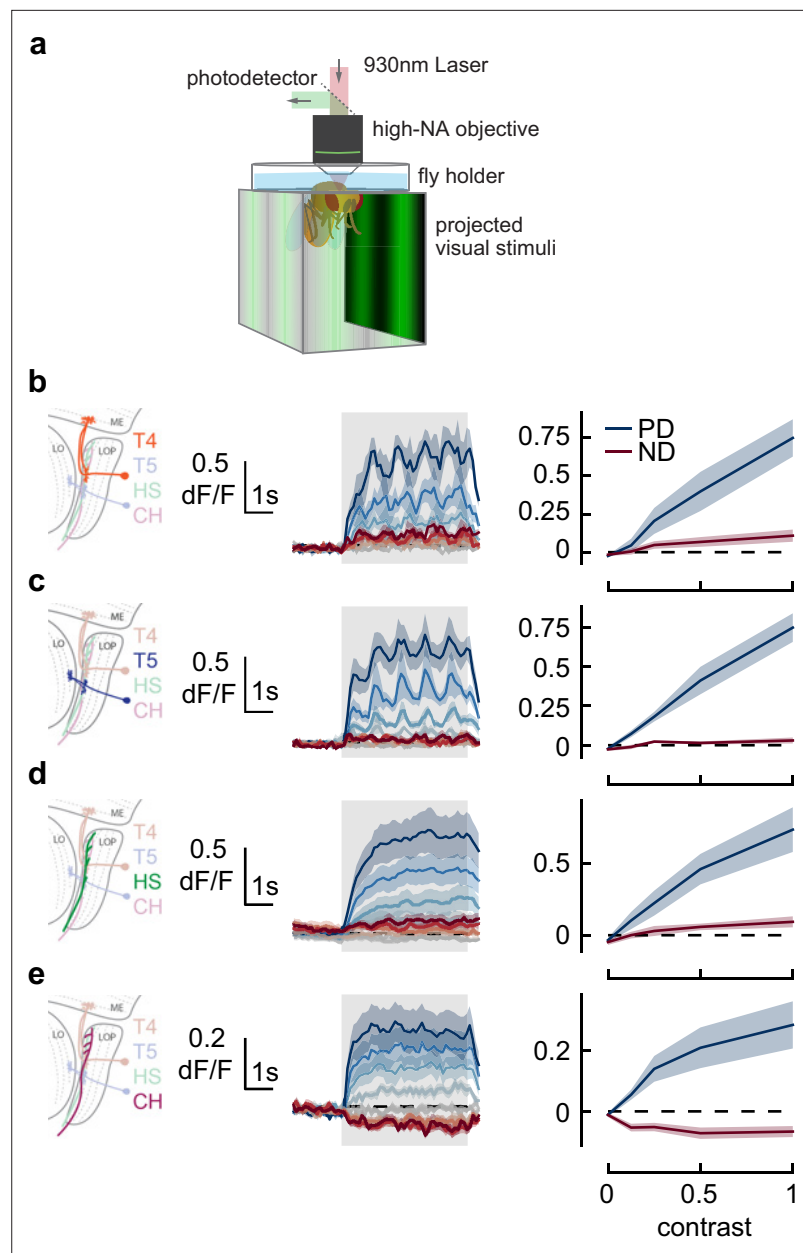 a
930nm Laser
photodetector
high-NA objective
fly holder
projected
visual stimuli
b
ME
LO
LOP
T4
T5
HS
CH
0.5
dF/F
1s
PD
ND
0.75
0.5
0.25
0
c
ME
LO
LOP
T4
T5
HS
CH
0.5
dF/F
1s
0.75
0.5
0.25
0
d
ME
LO
LOP
T4
T5
HS
CH
0.5
dF/F
1s
0.5
0
e
ME
LO
LOP
T4
T5
HS
CH
0.2
dF/F
1s
0.2
0
0 0.5 1
contrast